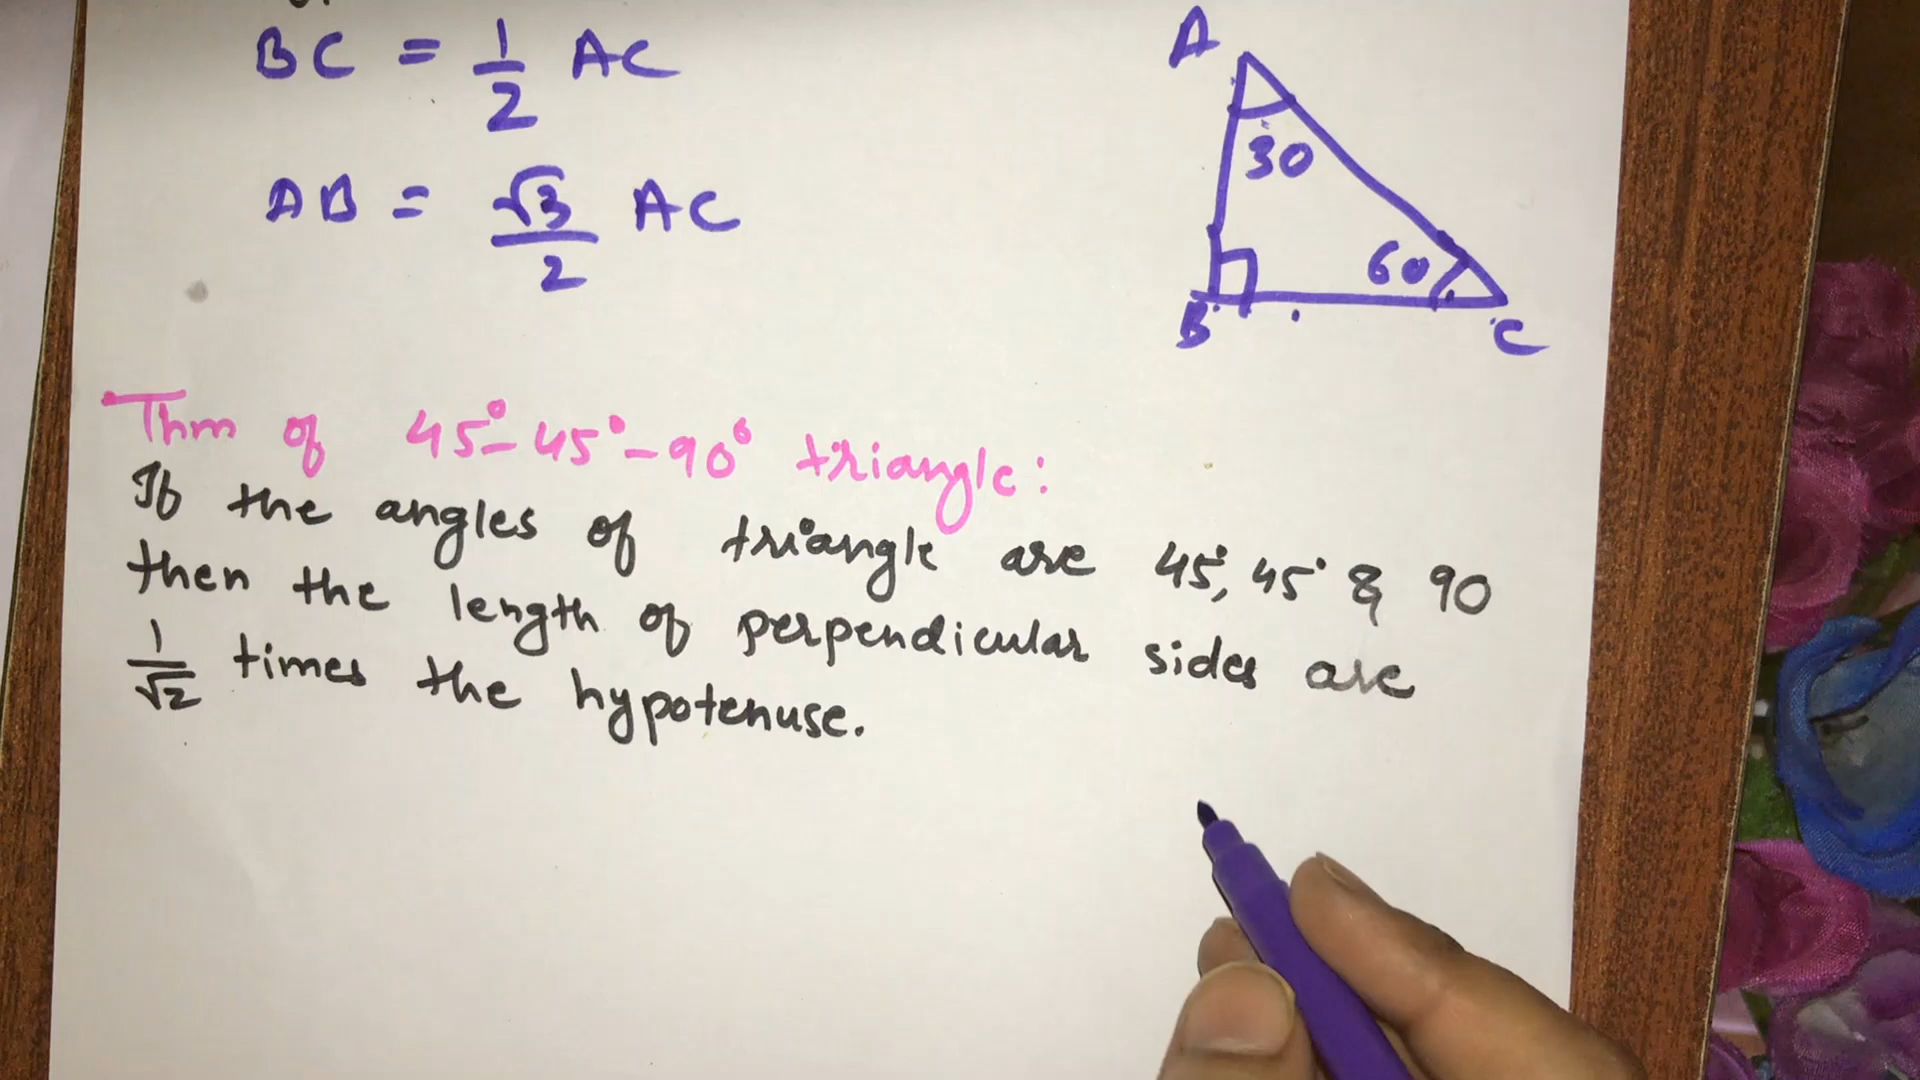 BC = 1/2 AC
AB = √3/2 AC
A
30
60
B
C
Thm of 45°-45°-90° triangle:
If the angles of triangle are 45°, 45° & 90
then the length of perpendicular sides are
1/√2 times the hypotenuse.